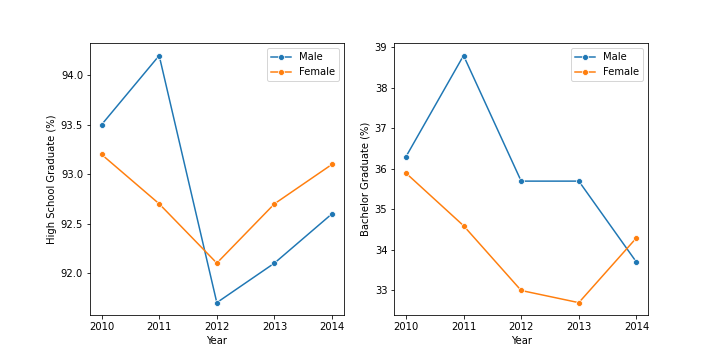 High School Graduate (%)
94.0
93.5
93.0
92.5
92.0
2010 2011 2012 2013 2014
Year
Male
Female
Bachelor Graduate (%)
39
38
37
36
35
34
33
2010 2011 2012 2013 2014
Year
Male
Female